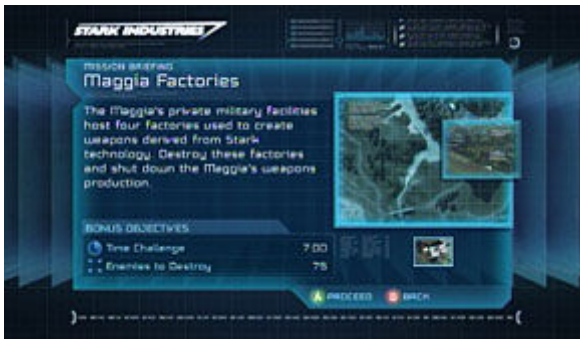 STARK INDUSTRIES
MISSION BRIEFING
Maggia Factories
The Maggia's private military facilities
host four factories used to create
weapons derived from Stark
technology. Destroy these factories
and shut down the Maggia's weapons
production.
BONUS OBJECTIVES
Time Challenge 7:00
Enemies to Destroy 75
A PROCEED B BACK